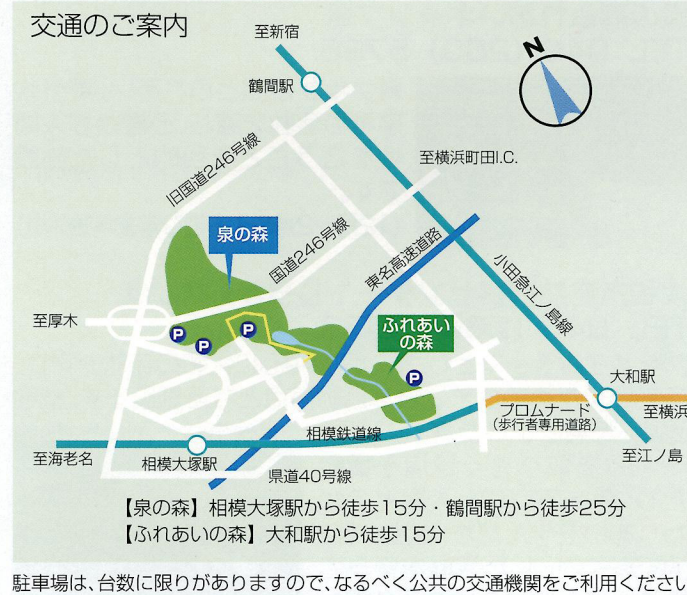 交通のご案内
至新宿
N
鶴間駅
至横浜町田I.C.
旧国道246号線
泉の森
国道246号線
東名高速道路
小田急江ノ島線
至厚木
P
P
P
ふれあい
の森
P
大和駅
プロムナード
(歩行者専用道路)
至横浜
相模鉄道線
至海老名
相模大塚駅
県道40号線
至江ノ島
【泉の森】相模大塚駅から徒歩15分・鶴間駅から徒歩25分
【ふれあいの森】大和駅から徒歩15分
駐車場は、台数に限りがありますので、なるべく公共の交通機関をご利用ください